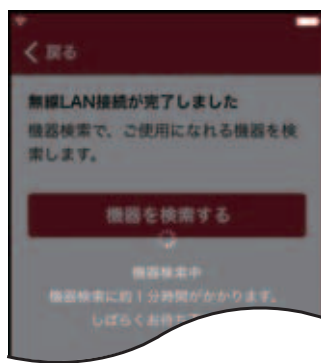 戻る
無線LAN接続が完了しました
機器検索で、ご使用になれる機器を検
索します。
機器を検索する
機器検索中
機器検索に約1分時間がかかります。
しばらくお待ち